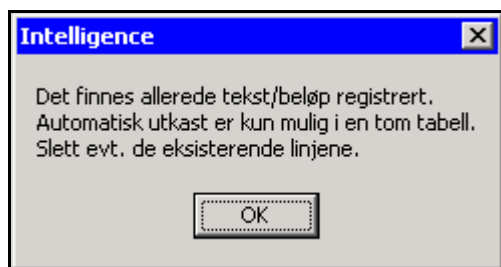 Intelligence
Det finnes allerede tekst/beløp registrert.
Automatisk utkast er kun mulig i en tom tabell.
Slett evt. de eksisterende linjene.
OK